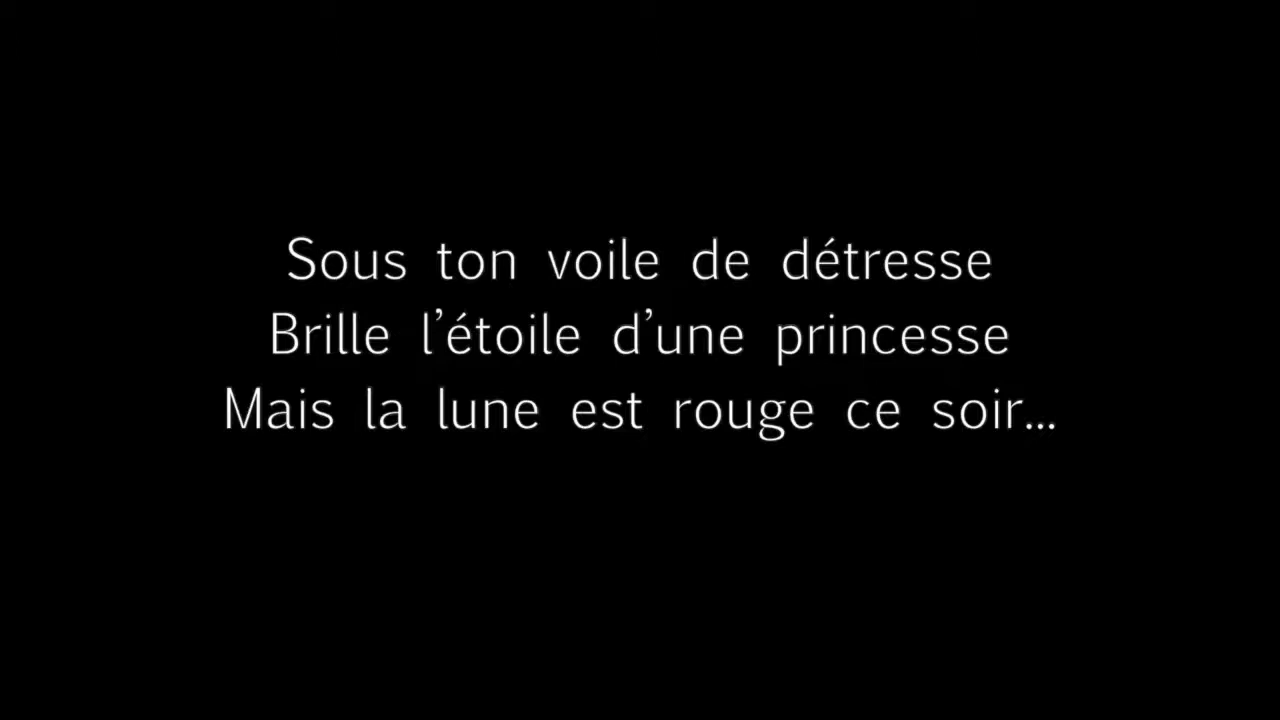 Sous ton voile de détresse
Brille l'étoile d'une princesse
Mais la lune est rouge ce soir...